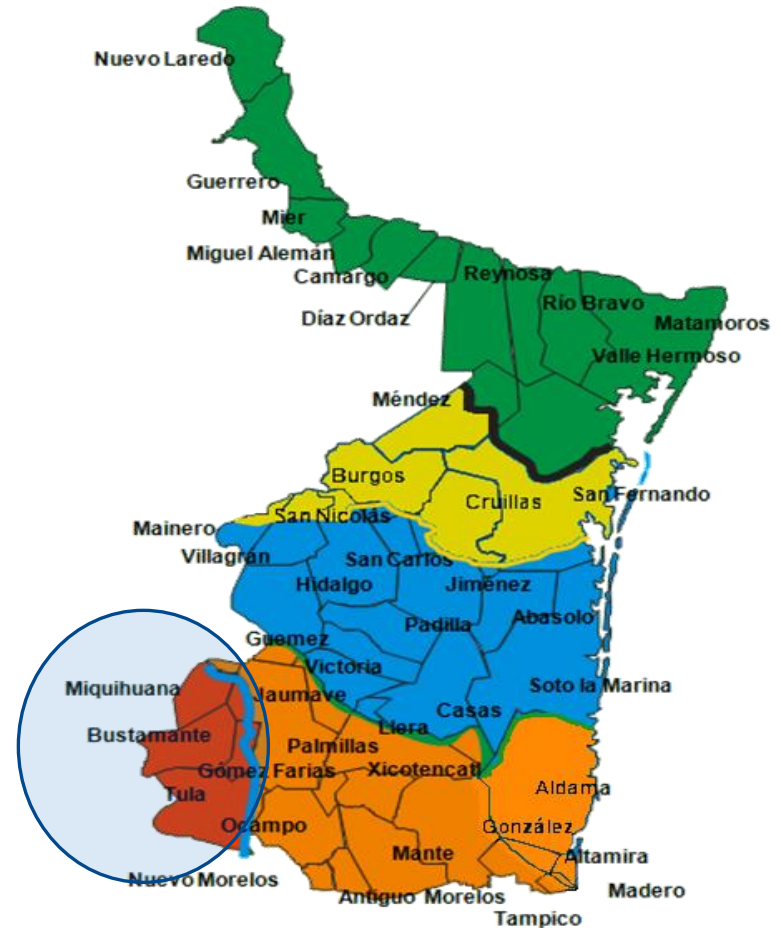 Nuevo Laredo
Guerrero
Mier
Miguel Alemán
Camargo
Reynosa
Díaz Ordaz
Río Bravo
Matamoros
Valle Hermoso
Méndez
Burgos
Cruillas
San Fernando
San Nicolás
Mainero
Villagrán
San Carlos
Hidalgo
Jiménez
Padilla
Abasolo
Guemez
Victoria
Soto la Marina
Miquihuana
Jaumave
Casas
Llera
Bustamante
Palmillas
Gómez Farias
Xicotencatl
Tula
Aldama
Ocampo
González
Mante
Altamira
Nuevo Morelos
Antiguo Morelos
Madero
Tampico